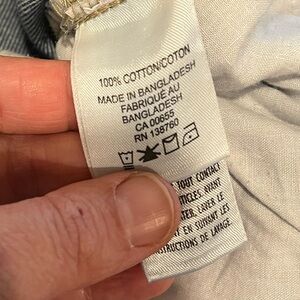 100% COTTON/COTON
MADE IN BANGLADESH
FABRIQUÉ AU
BANGLADESH
CA 00655
RN 138760
TOUT CONTACT
ARTICLES, AVANT
LAVER LE
EN SUIVANT LES
INSTRUCTIONS DE LAVAGE.